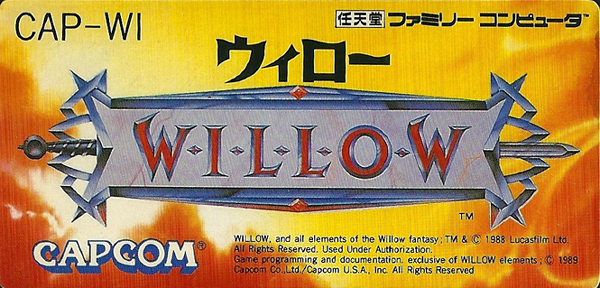 CAP-WI
任天堂 ファミリー コンピュータ™
ウィロー
W·I·L·L·O·W
TM
CAPCOM®
WILLOW, and all elements of the Willow fantasy; TM & © 1988 Lucasfilm Ltd.
All Rights Reserved. Used Under Authorization.
Game programming and documentation, exclusive of WILLOW elements; © 1989
Capcom Co.,Ltd./Capcom U.S.A., Inc. All Rights Reserved